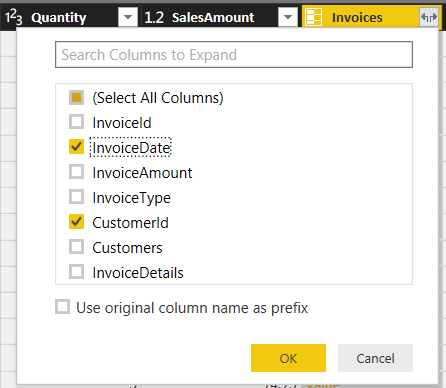 1²3 Quantity 1.2 SalesAmount Invoices
Search Columns to Expand
(Select All Columns)
InvoiceId
InvoiceDate
InvoiceAmount
InvoiceType
CustomerId
Customers
InvoiceDetails
Use original column name as prefix
OK Cancel